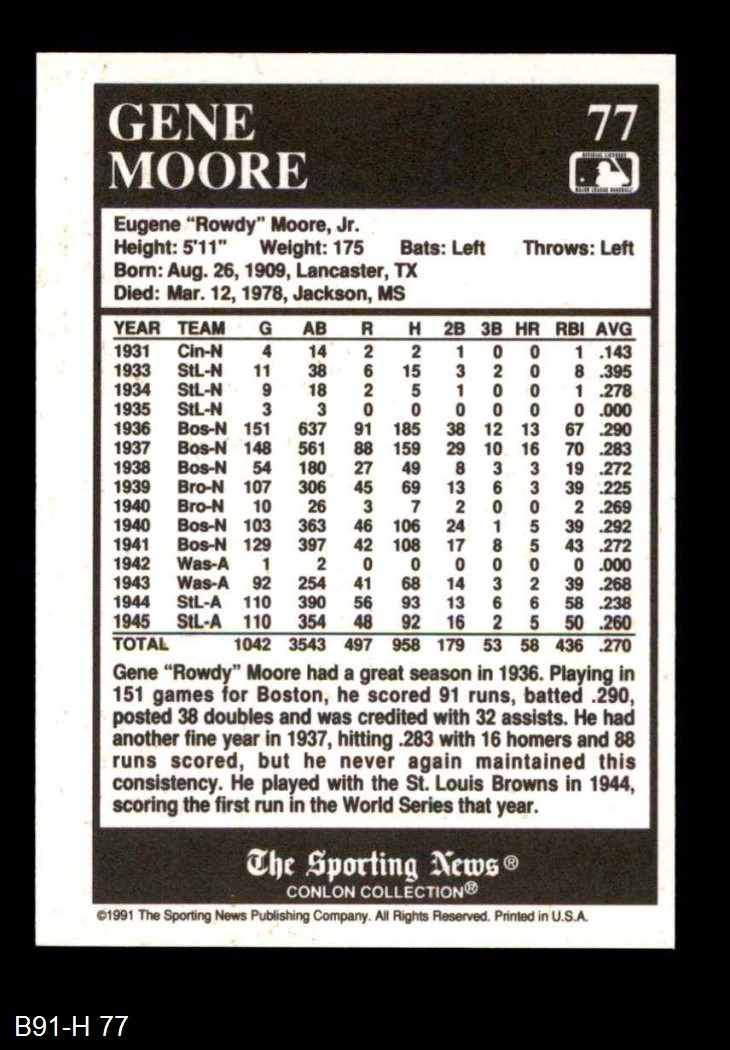 GENE
MOORE
77
OFFICIAL LICENSEE
MAJOR LEAGUE BASEBALL
Eugene “Rowdy” Moore, Jr.
Height: 5'11" Weight: 175 Bats: Left Throws: Left
Born: Aug. 26, 1909, Lancaster, TX
Died: Mar. 12, 1978, Jackson, MS
YEAR TEAM G AB R H 2B 3B HR RBI AVG
1931 Cin-N 4 14 2 2 1 0 0 1 .143
1933 StL-N 11 38 6 15 3 2 0 8 .395
1934 StL-N 9 18 2 5 1 0 0 1 .278
1935 StL-N 3 3 0 0 0 0 0 0 .000
1936 Bos-N 151 637 91 185 38 12 13 67 .290
1937 Bos-N 148 561 88 159 29 10 16 70 .283
1938 Bos-N 54 180 27 49 8 3 3 19 .272
1939 Bro-N 107 306 45 69 13 6 3 39 .225
1940 Bro-N 10 26 3 7 2 0 0 2 .269
1940 Bos-N 103 363 46 106 24 1 5 39 .292
1941 Bos-N 129 397 42 108 17 8 5 43 .272
1942 Was-A 1 2 0 0 0 0 0 0 .000
1943 Was-A 92 254 41 68 14 3 2 39 .268
1944 StL-A 110 390 56 93 13 6 6 58 .238
1945 StL-A 110 354 48 92 16 2 5 50 .260
TOTAL 1042 3543 497 958 179 53 58 436 .270
Gene “Rowdy” Moore had a great season in 1936. Playing in
151 games for Boston, he scored 91 runs, batted .290,
posted 38 doubles and was credited with 32 assists. He had
another fine year in 1937, hitting .283 with 16 homers and 88
runs scored, but he never again maintained this
consistency. He played with the St. Louis Browns in 1944,
scoring the first run in the World Series that year.
The Sporting News®
CONLON COLLECTION®
©1991 The Sporting News Publishing Company. All Rights Reserved. Printed in U.S.A.
B91-H 77